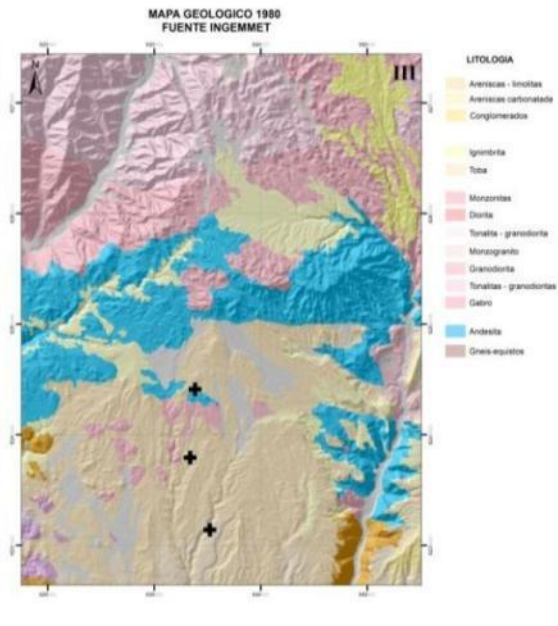 MAPA GEOLOGICO 1980
FUENTE INGEMMET
N
III
LITOLOGIA
Areniscas - limolitas
Areniscas carbonatada
Conglomerados
Ignimbrita
Toba
Monzonitas
Diorita
Tonalita - granodiorita
Monzogranito
Granodiorita
Tonalitas - granodioritas
Gabro
Andesita
Gneis-equistos